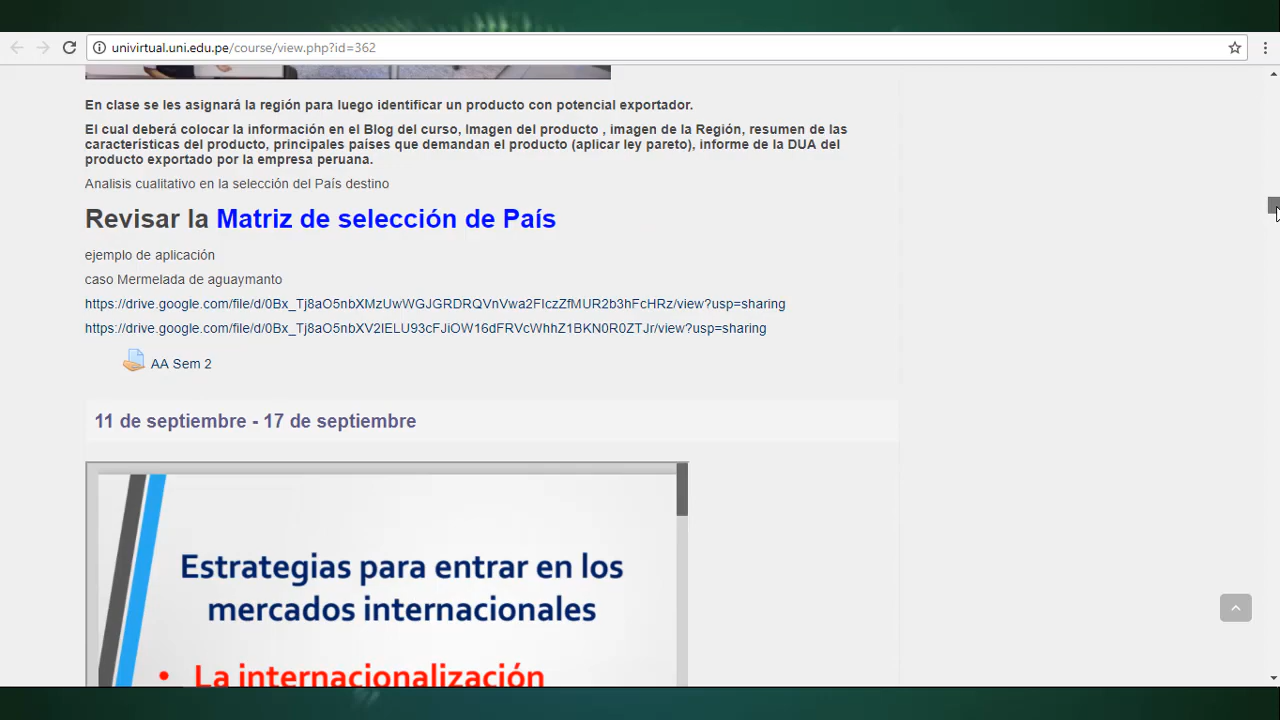 univirtual.uni.edu.pe/course/view.php?id=362
En clase se les asignará la región para luego identificar un producto con potencial exportador.
El cual deberá colocar la información en el Blog del curso, Imagen del producto , imagen de la Región, resumen de las
características del producto, principales países que demandan el producto (aplicar ley pareto), informe de la DUA del
producto exportado por la empresa peruana.
Analisis cualitativo en la selección del País destino
Revisar la Matriz de selección de País
ejemplo de aplicación
caso Mermelada de aguaymanto
https://drive.google.com/file/d/0Bx_Tj8aO5nbXMzUwWGJGRDRQVnVwa2FIczZfMUR2b3hFcHRz/view?usp=sharing
https://drive.google.com/file/d/0Bx_Tj8aO5nbXV2lELU93cFJiOW16dFRVcWhhZ1BKN0R0ZTJr/view?usp=sharing
AA Sem 2
11 de septiembre - 17 de septiembre
Estrategias para entrar en los
mercados internacionales
• La internacionalización